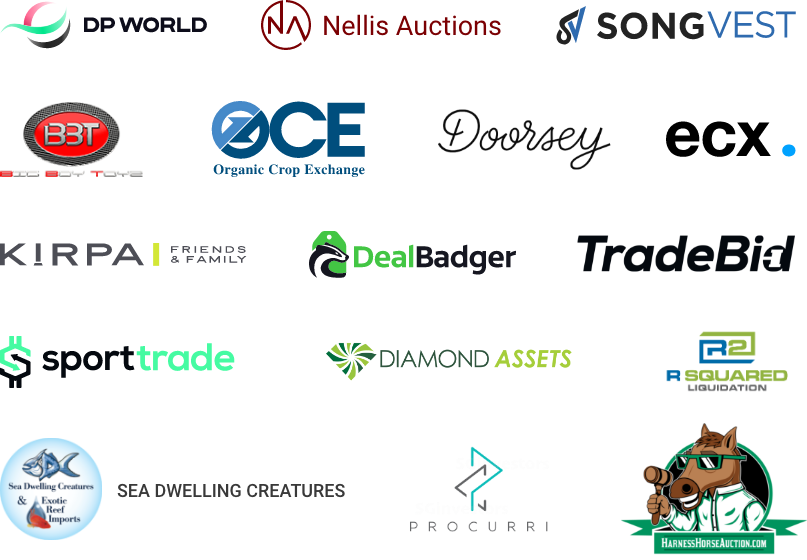 DP WORLD
NA Nellis Auctions
SONGVEST
BBT
BIG BOY TOYZ
OCE
Organic Crop Exchange
Doorsey
ecx.
KIRPA
FRIENDS
& FAMILY
DealBadger
TradeBid
sporttrade
DIAMOND ASSETS
R2
R SQUARED
LIQUIDATION
SDC
Sea Dwelling Creatures
& Exotic
Reef
Imports
SEA DWELLING CREATURES
PROCURRI
HARNESSHORSEAUCTION.COM